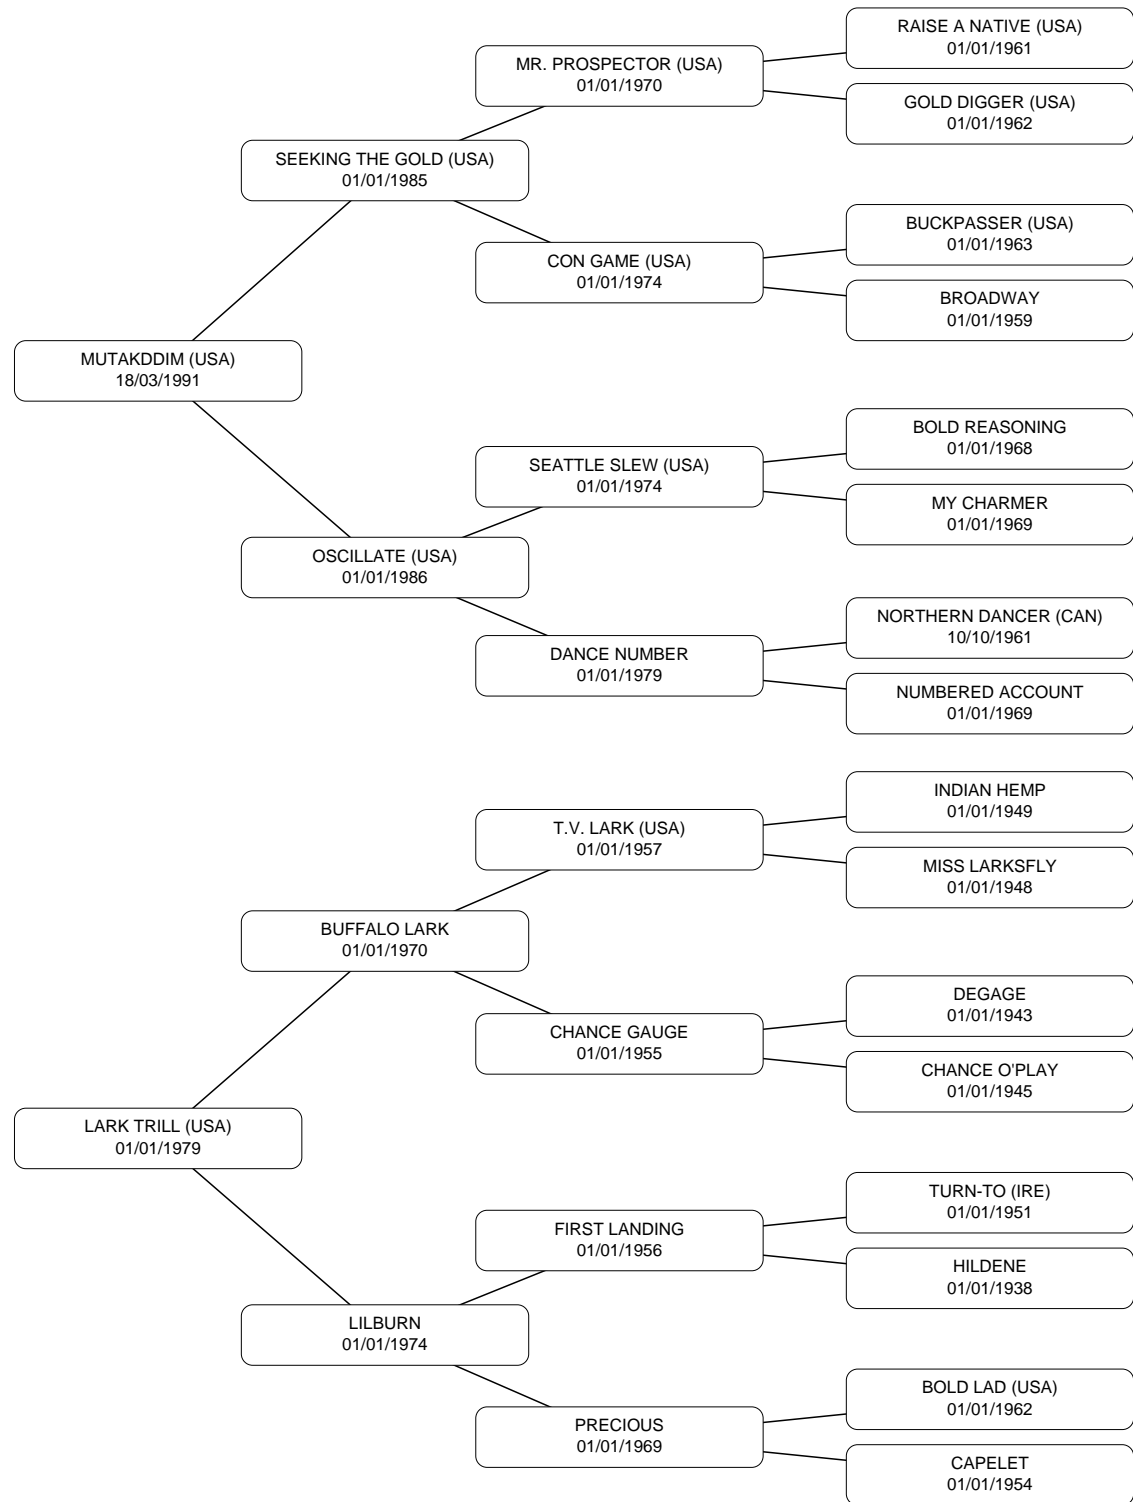 RAISE A NATIVE (USA)
01/01/1961
MR. PROSPECTOR (USA)
01/01/1970
GOLD DIGGER (USA)
01/01/1962
SEEKING THE GOLD (USA)
01/01/1985
BUCKPASSER (USA)
01/01/1963
CON GAME (USA)
01/01/1974
BROADWAY
01/01/1959
MUTAKDDIM (USA)
18/03/1991
BOLD REASONING
01/01/1968
SEATTLE SLEW (USA)
01/01/1974
MY CHARMER
01/01/1969
OSCILLATE (USA)
01/01/1986
NORTHERN DANCER (CAN)
10/10/1961
DANCE NUMBER
01/01/1979
NUMBERED ACCOUNT
01/01/1969
INDIAN HEMP
01/01/1949
T.V. LARK (USA)
01/01/1957
MISS LARKSFLY
01/01/1948
BUFFALO LARK
01/01/1970
DEGAGE
01/01/1943
CHANCE GAUGE
01/01/1955
CHANCE O'PLAY
01/01/1945
LARK TRILL (USA)
01/01/1979
TURN-TO (IRE)
01/01/1951
FIRST LANDING
01/01/1956
HILDENE
01/01/1938
LILBURN
01/01/1974
BOLD LAD (USA)
01/01/1962
PRECIOUS
01/01/1969
CAPELET
01/01/1954